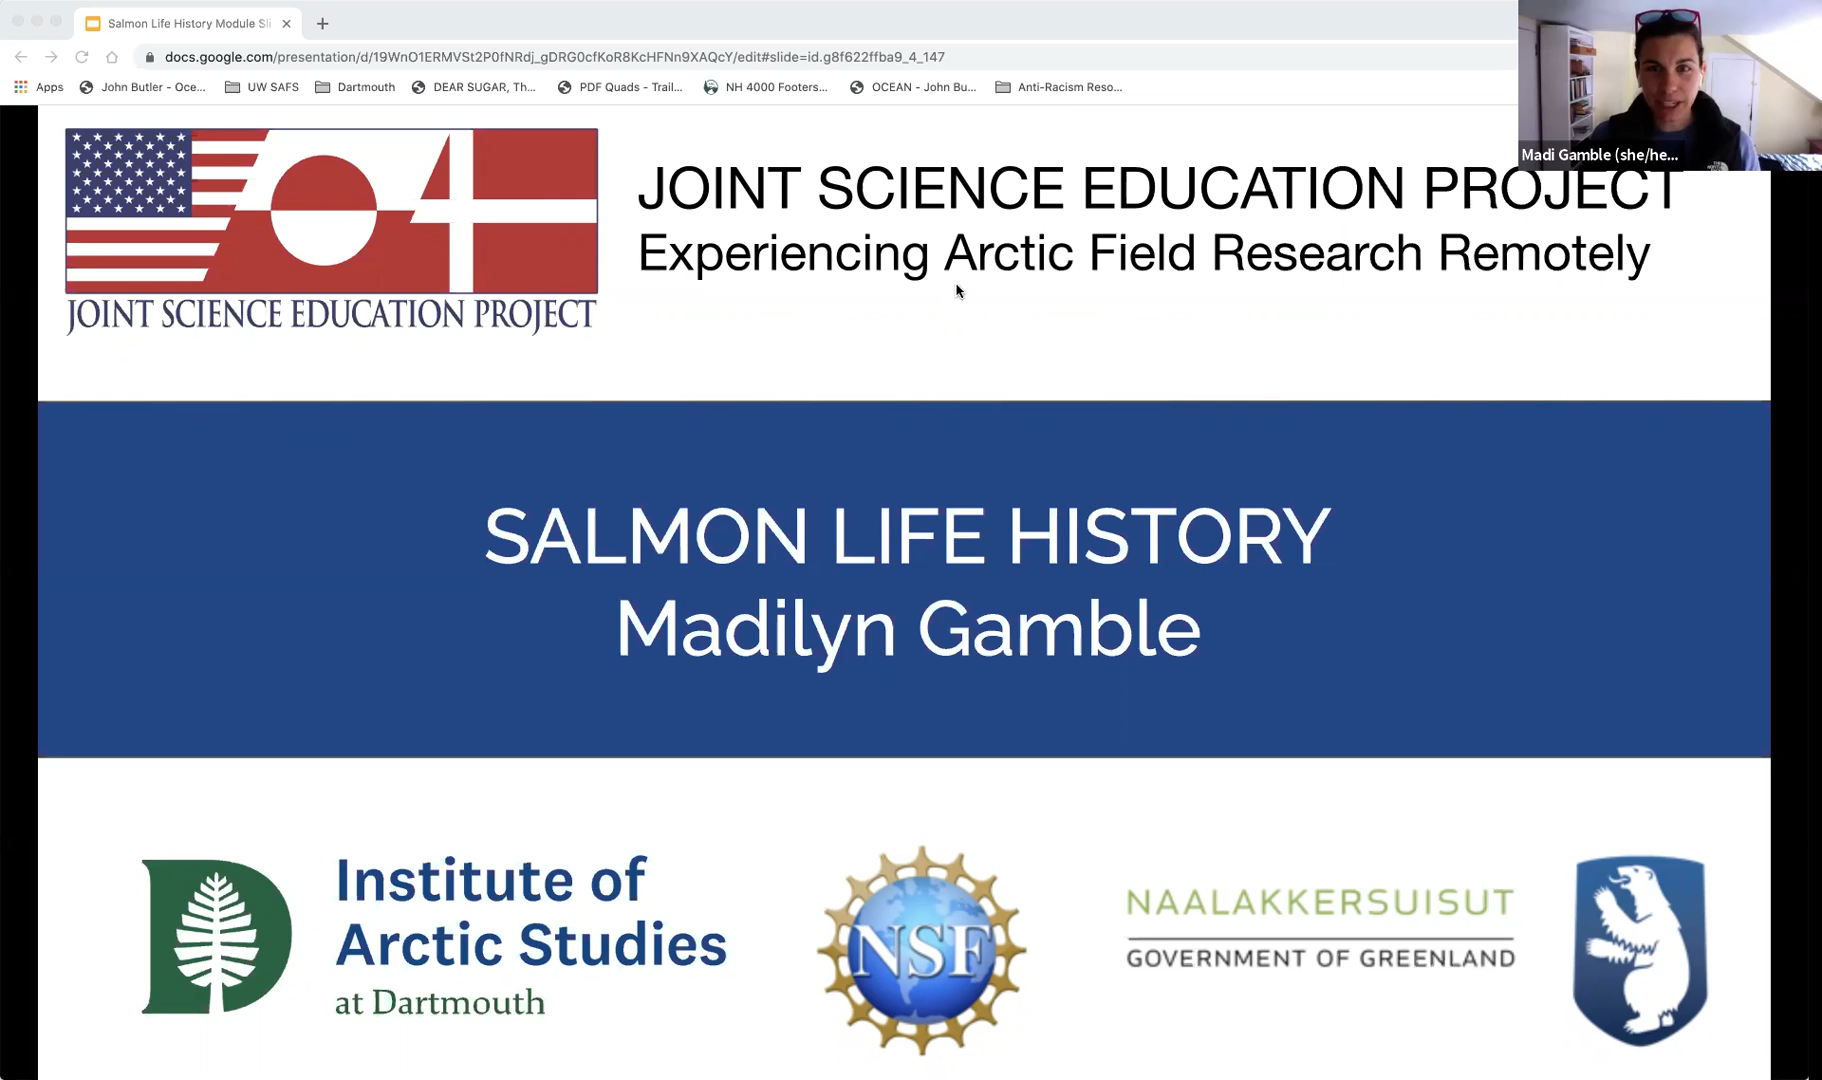 Salmon Life History Module Sli
docs.google.com/presentation/d/19WnO1ERMVSt2P0fNRdj_gDRG0cfKoR8KcHFNn9XAQcY/edit#slide=id.g8f622ffba9_4_147
Apps
John Butler - Oce...
UW SAFS
Dartmouth
DEAR SUGAR, Th...
PDF Quads - Trail...
NH 4000 Footers...
OCEAN - John Bu...
Anti-Racism Reso...
Madi Gamble (she/he...
JOINT SCIENCE EDUCATION PROJECT
Experiencing Arctic Field Research Remotely
JOINT SCIENCE EDUCATION PROJECT
SALMON LIFE HISTORY
Madilyn Gamble
Institute of
Arctic Studies
at Dartmouth
NSF
NAALAKKERSUISUT
GOVERNMENT OF GREENLAND